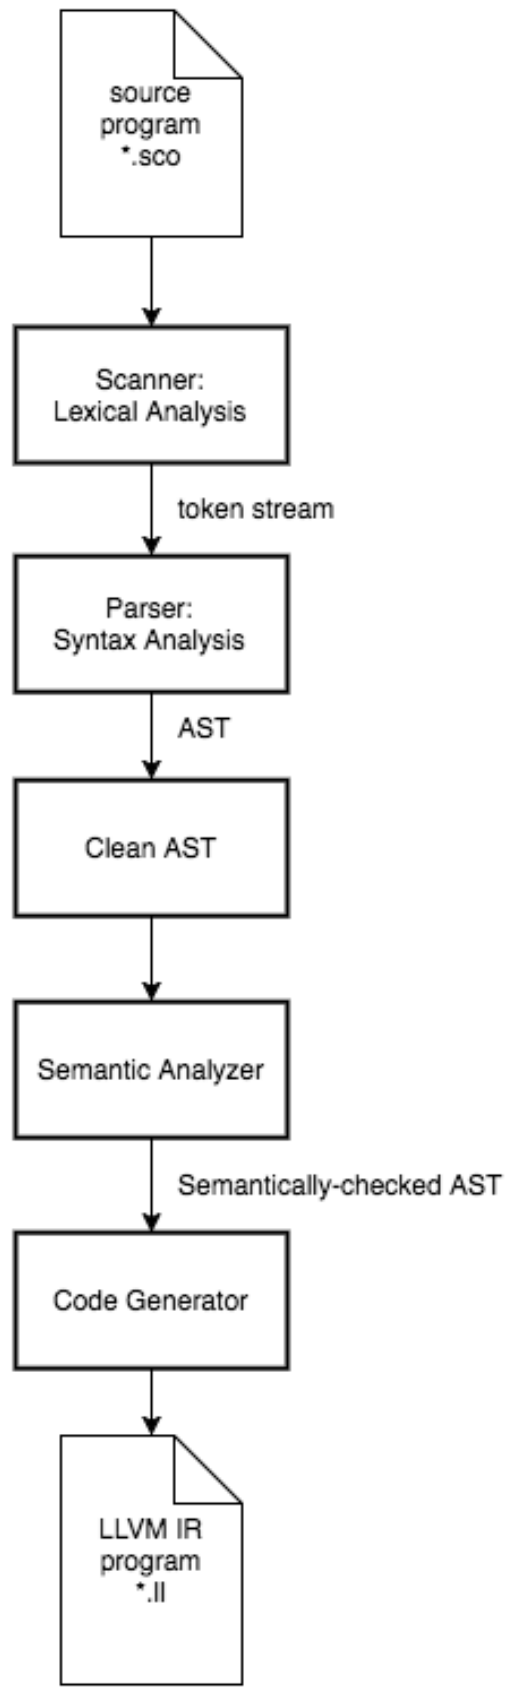 source
program
*.sco
Scanner:
Lexical Analysis
token stream
Parser:
Syntax Analysis
AST
Clean AST
Semantic Analyzer
Semantically-checked AST
Code Generator
LLVM IR
program
*.ll